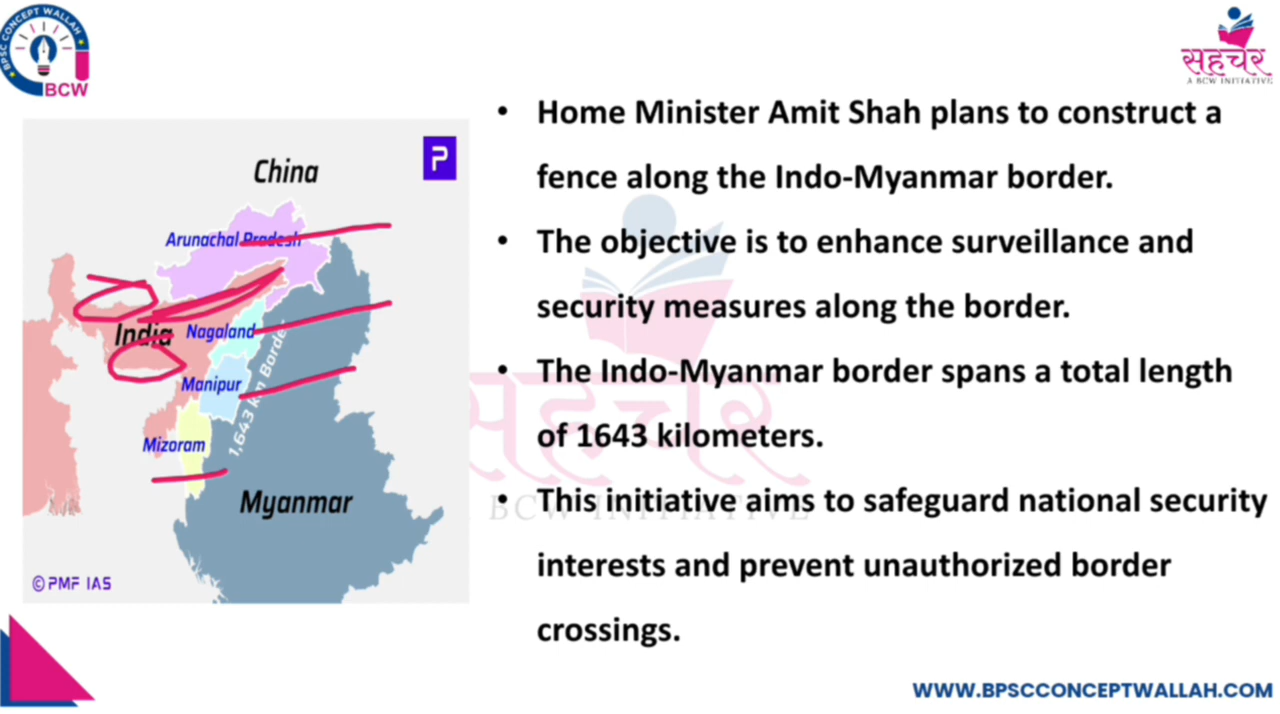 BPSC CONCEPT WALLAH
BCW
सहचर
A BCW INITIATIVE
China
P
Arunachal Pradesh
India
Nagaland
Manipur
Mizoram
1,643 km Border
Myanmar
©PMF IAS
• Home Minister Amit Shah plans to construct a
fence along the Indo-Myanmar border.
• The objective is to enhance surveillance and
security measures along the border.
• The Indo-Myanmar border spans a total length
of 1643 kilometers.
• This initiative aims to safeguard national security
interests and prevent unauthorized border
crossings.
सहचर
A BCW INITIATIVE
WWW.BPSCCONCEPTWALLAH.COM